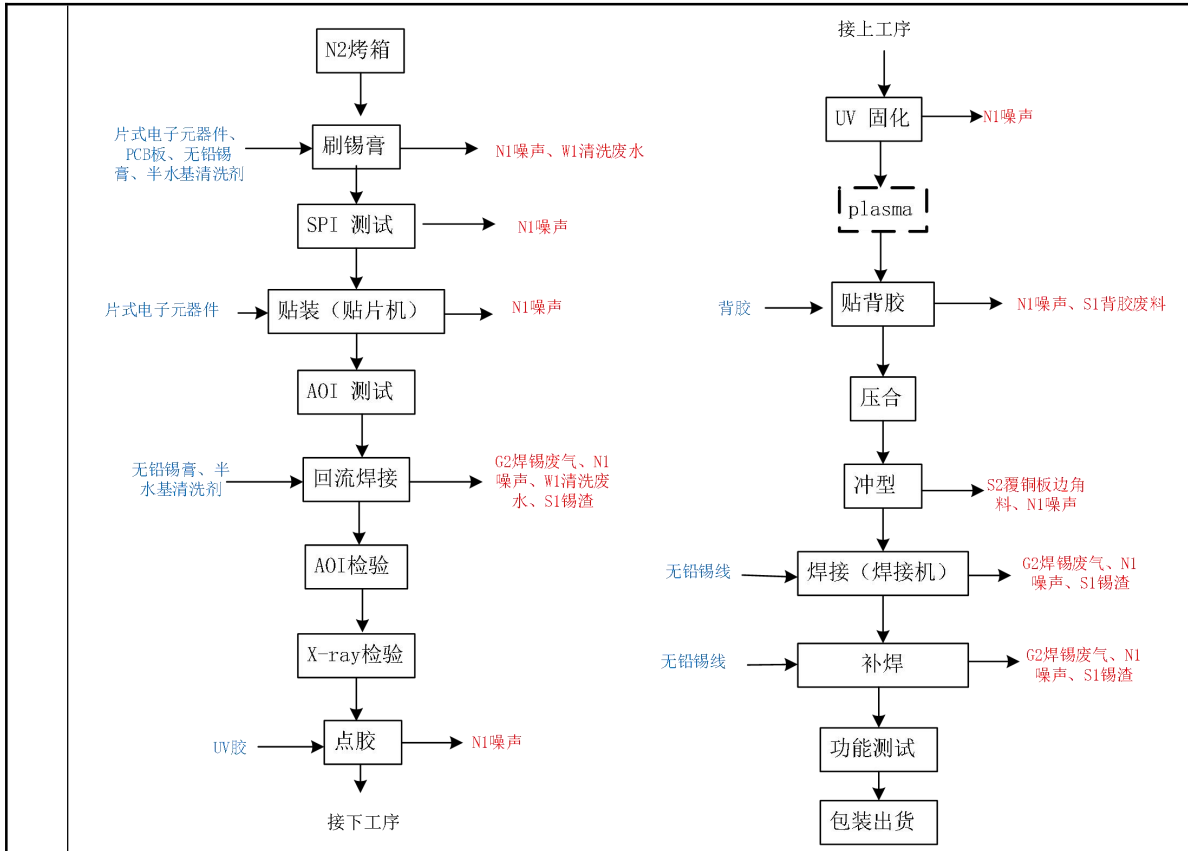 N2烤箱
片式电子元器件、
PCB板、无铅锡
膏、半水基清洗剂
刷锡膏
N1噪声、W1清洗废水
SPI 测试
N1噪声
片式电子元器件
贴装（贴片机）
N1噪声
AOI 测试
无铅锡膏、半
水基清洗剂
回流焊接
G2焊锡废气、N1
噪声、W1清洗废
水、S1锡渣
AOI检验
X-ray检验
UV胶
点胶
N1噪声
接下工序
接上工序
UV 固化
N1噪声
plasma
背胶
贴背胶
N1噪声、S1背胶废料
压合
冲型
S2覆铜板边角
料、N1噪声
无铅锡线
焊接（焊接机）
G2焊锡废气、N1
噪声、S1锡渣
无铅锡线
补焊
G2焊锡废气、N1
噪声、S1锡渣
功能测试
包装出货